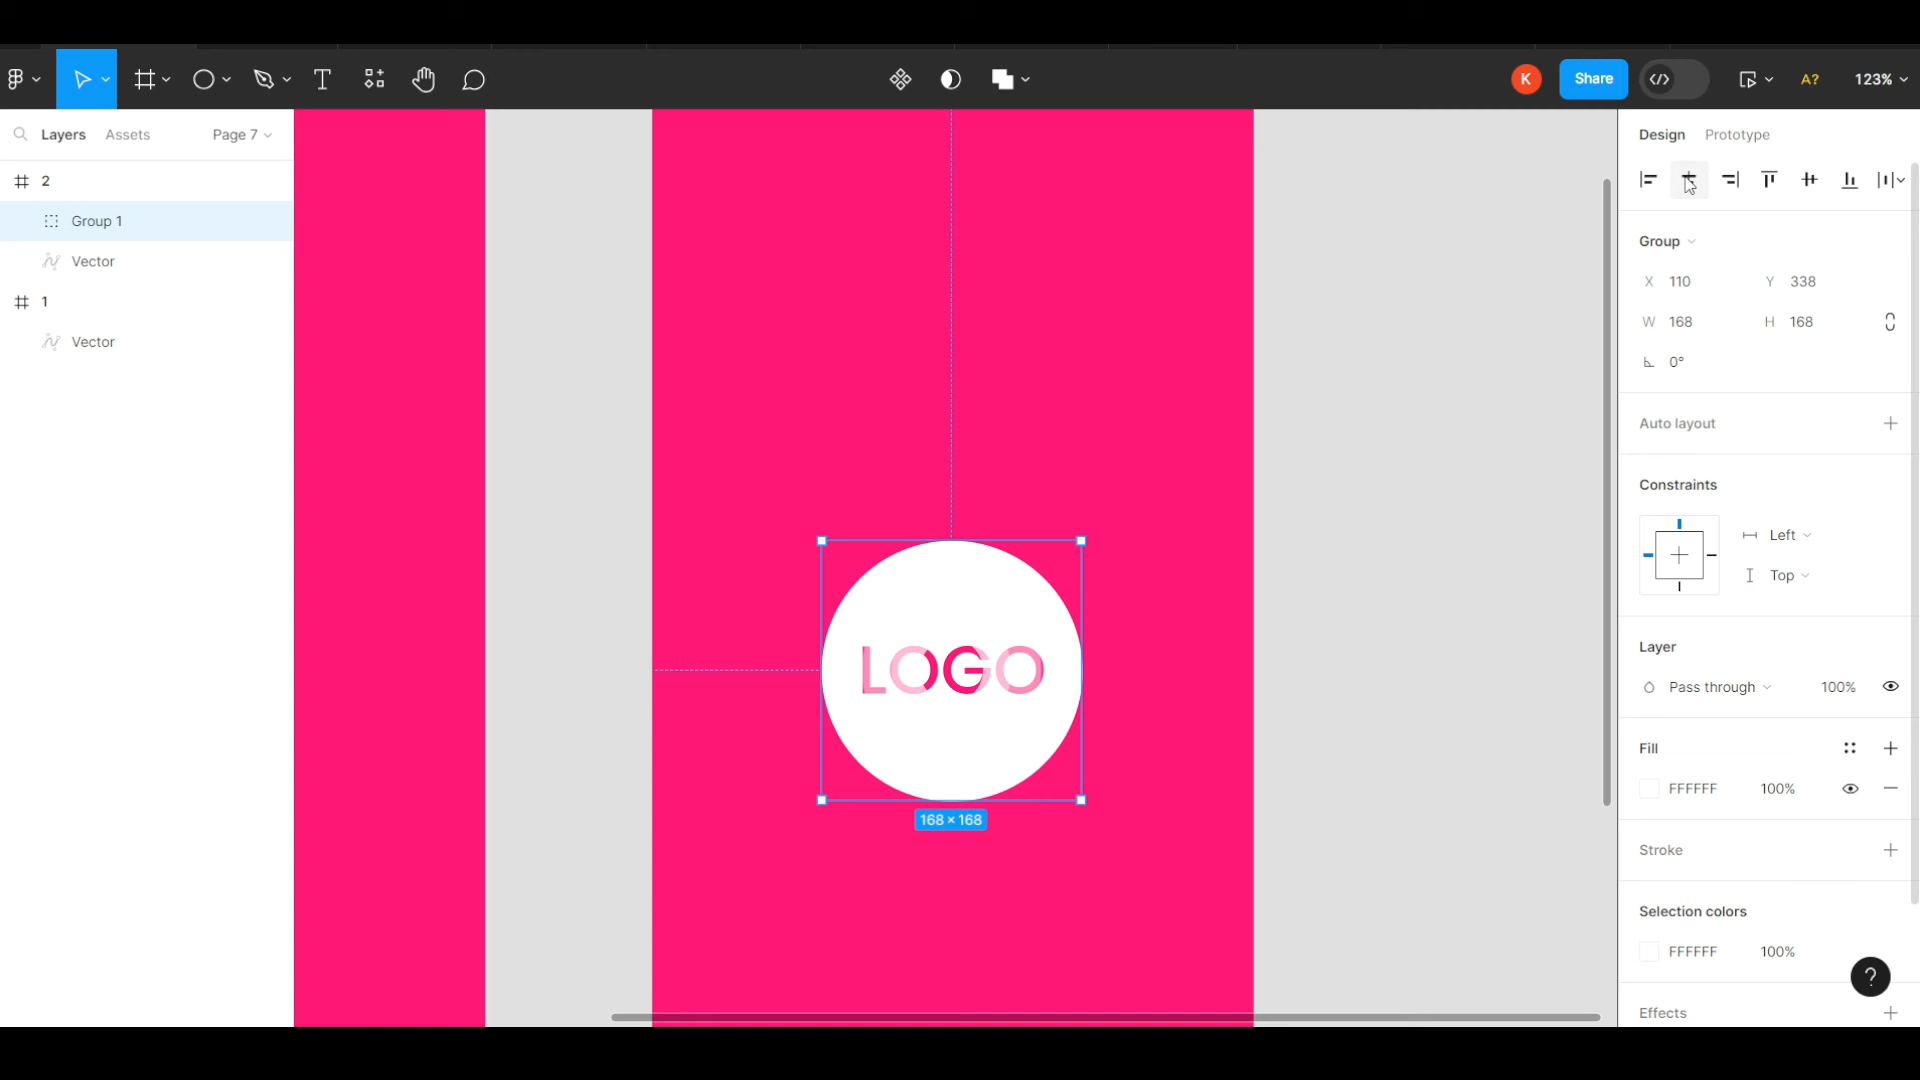 K
Share
A?
123%
Layers
Assets
Page 7
Design
Prototype
2
Group 1
Vector
1
Vector
Group
X 110
Y 338
W 168
H 168
0°
Auto layout
Constraints
Left
Top
Layer
Pass through
100%
Fill
FFFFFF
100%
Stroke
Selection colors
FFFFFF
100%
Effects
?
LOGO
168 × 168